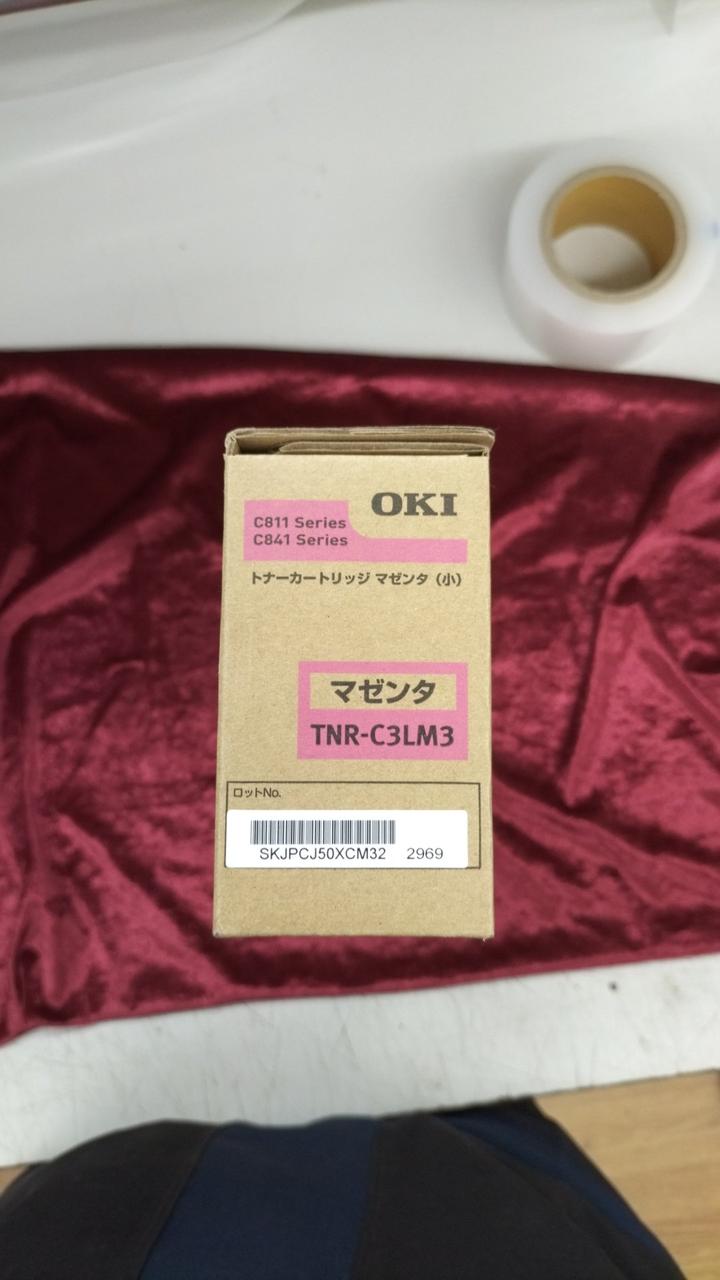 OKI
C811 Series
C841 Series
トナーカートリッジ マゼンタ（小）
マゼンタ
TNR-C3LM3
ロットNo.
SKJPCJ50XCM32 2969